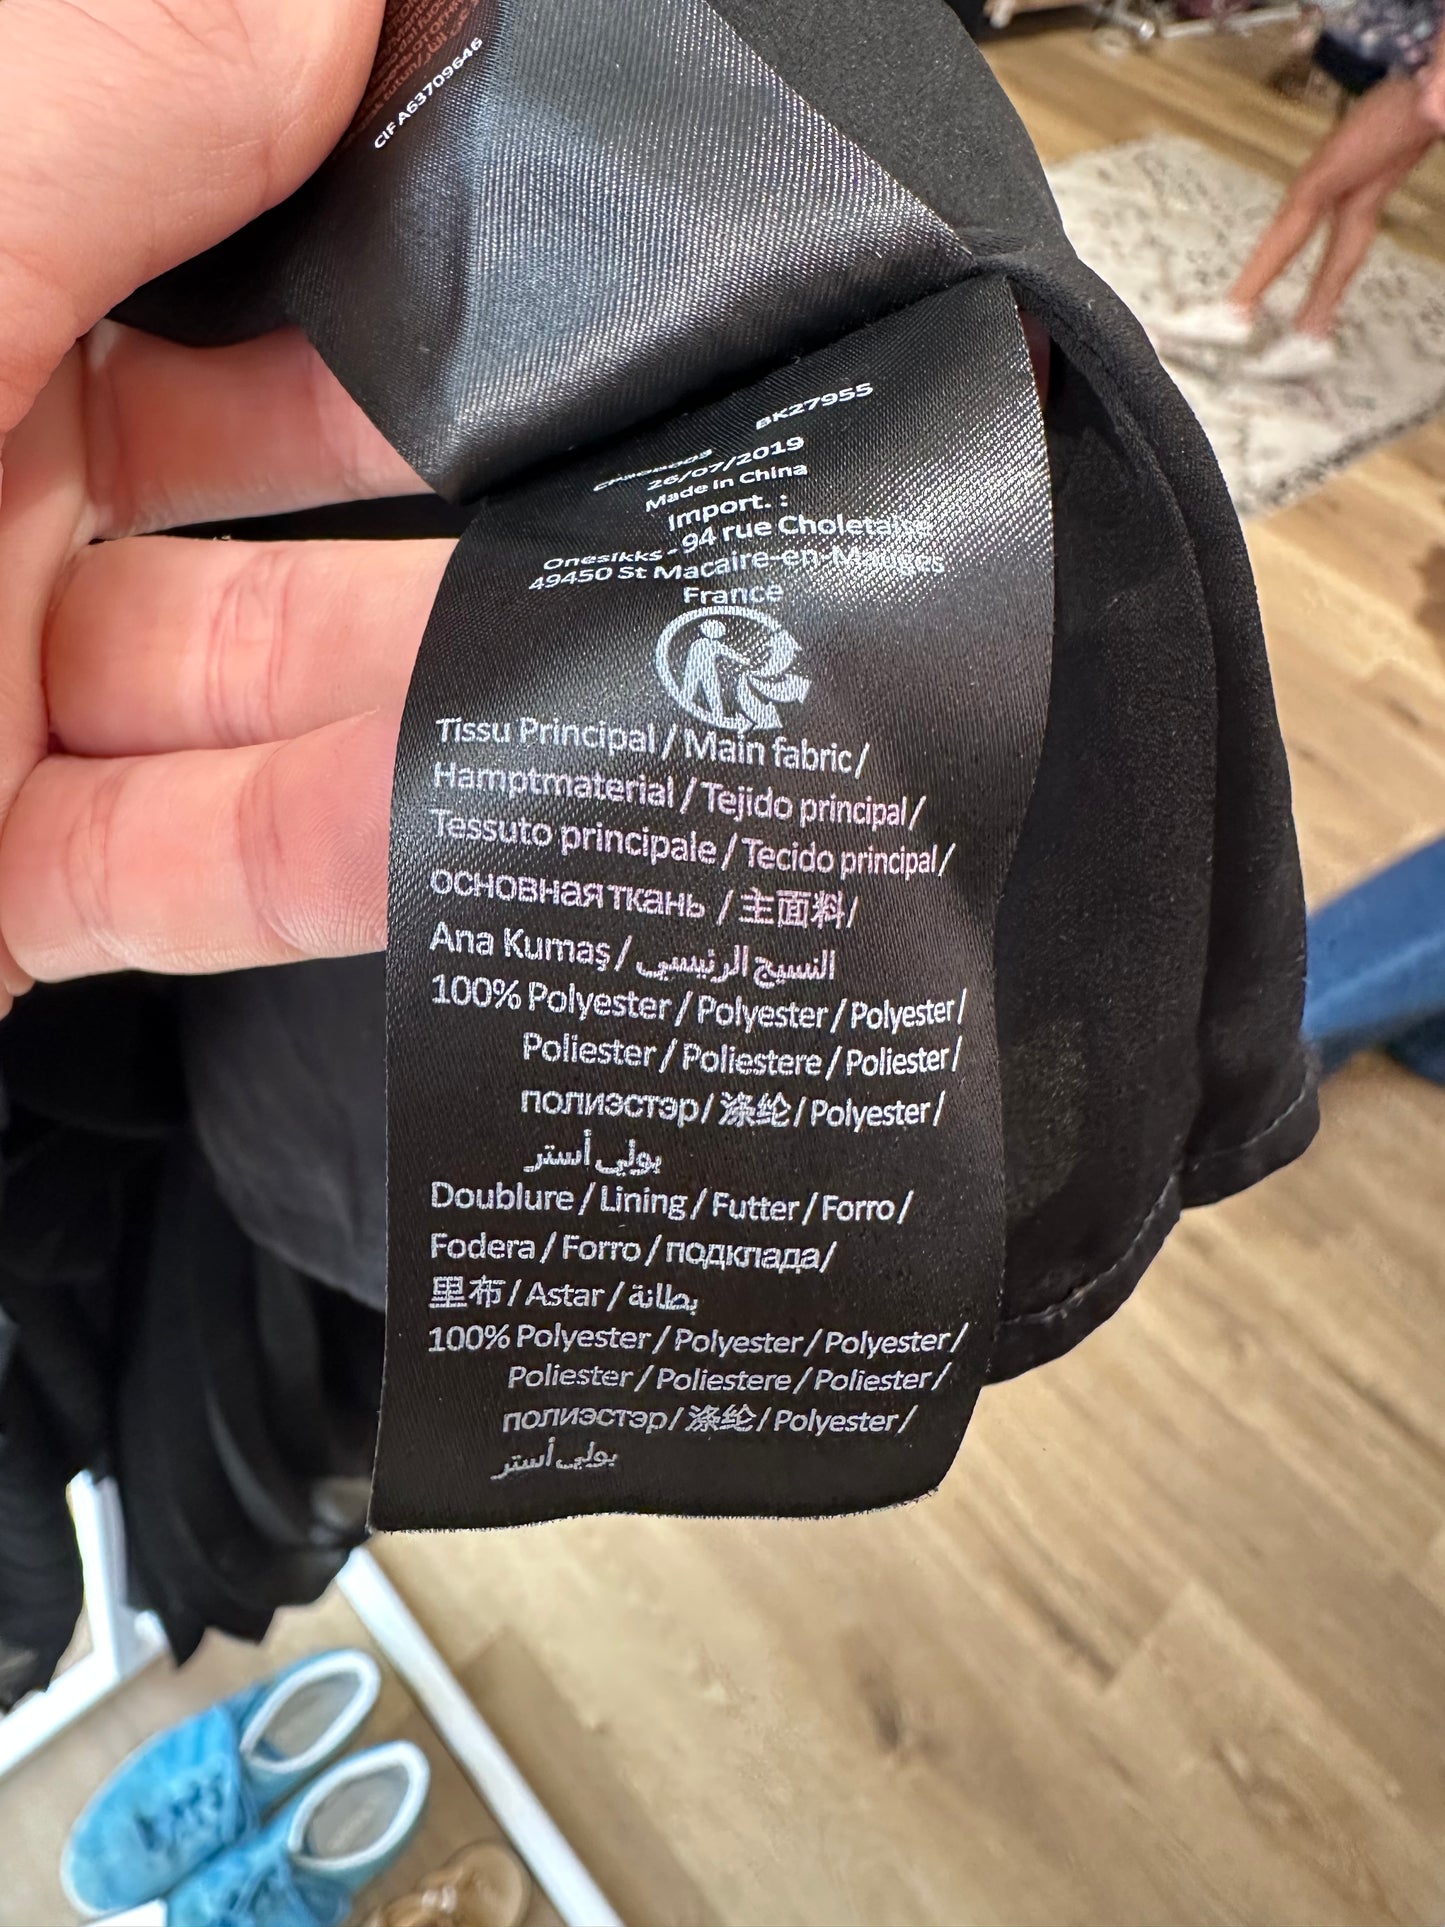 CIF A63709646
BK27955
26/07/2019
Made in China
Import. :
Onesikks - 94 rue Choletaise
49450 St Macaire-en-Mauges
France
Tissu Principal / Main fabric/
Hamptmaterial / Tejido principal/
Tessuto principale / Tecido principal/
основная ткань / 主面料/
Ana Kumaş / النسيج الرئيسي
100% Polyester / Polyester / Polyester/
Poliester / Poliestere / Poliester/
полиэстэр/ 涤纶/ Polyester/
بولي أستر
Doublure / Lining / Futter / Forro/
Fodera / Forro / подклада/
里布 / Astar / بطانة
100% Polyester / Polyester / Polyester/
Poliester / Poliestere / Poliester/
полиэстэр/ 涤纶/ Polyester/
بولي أستر